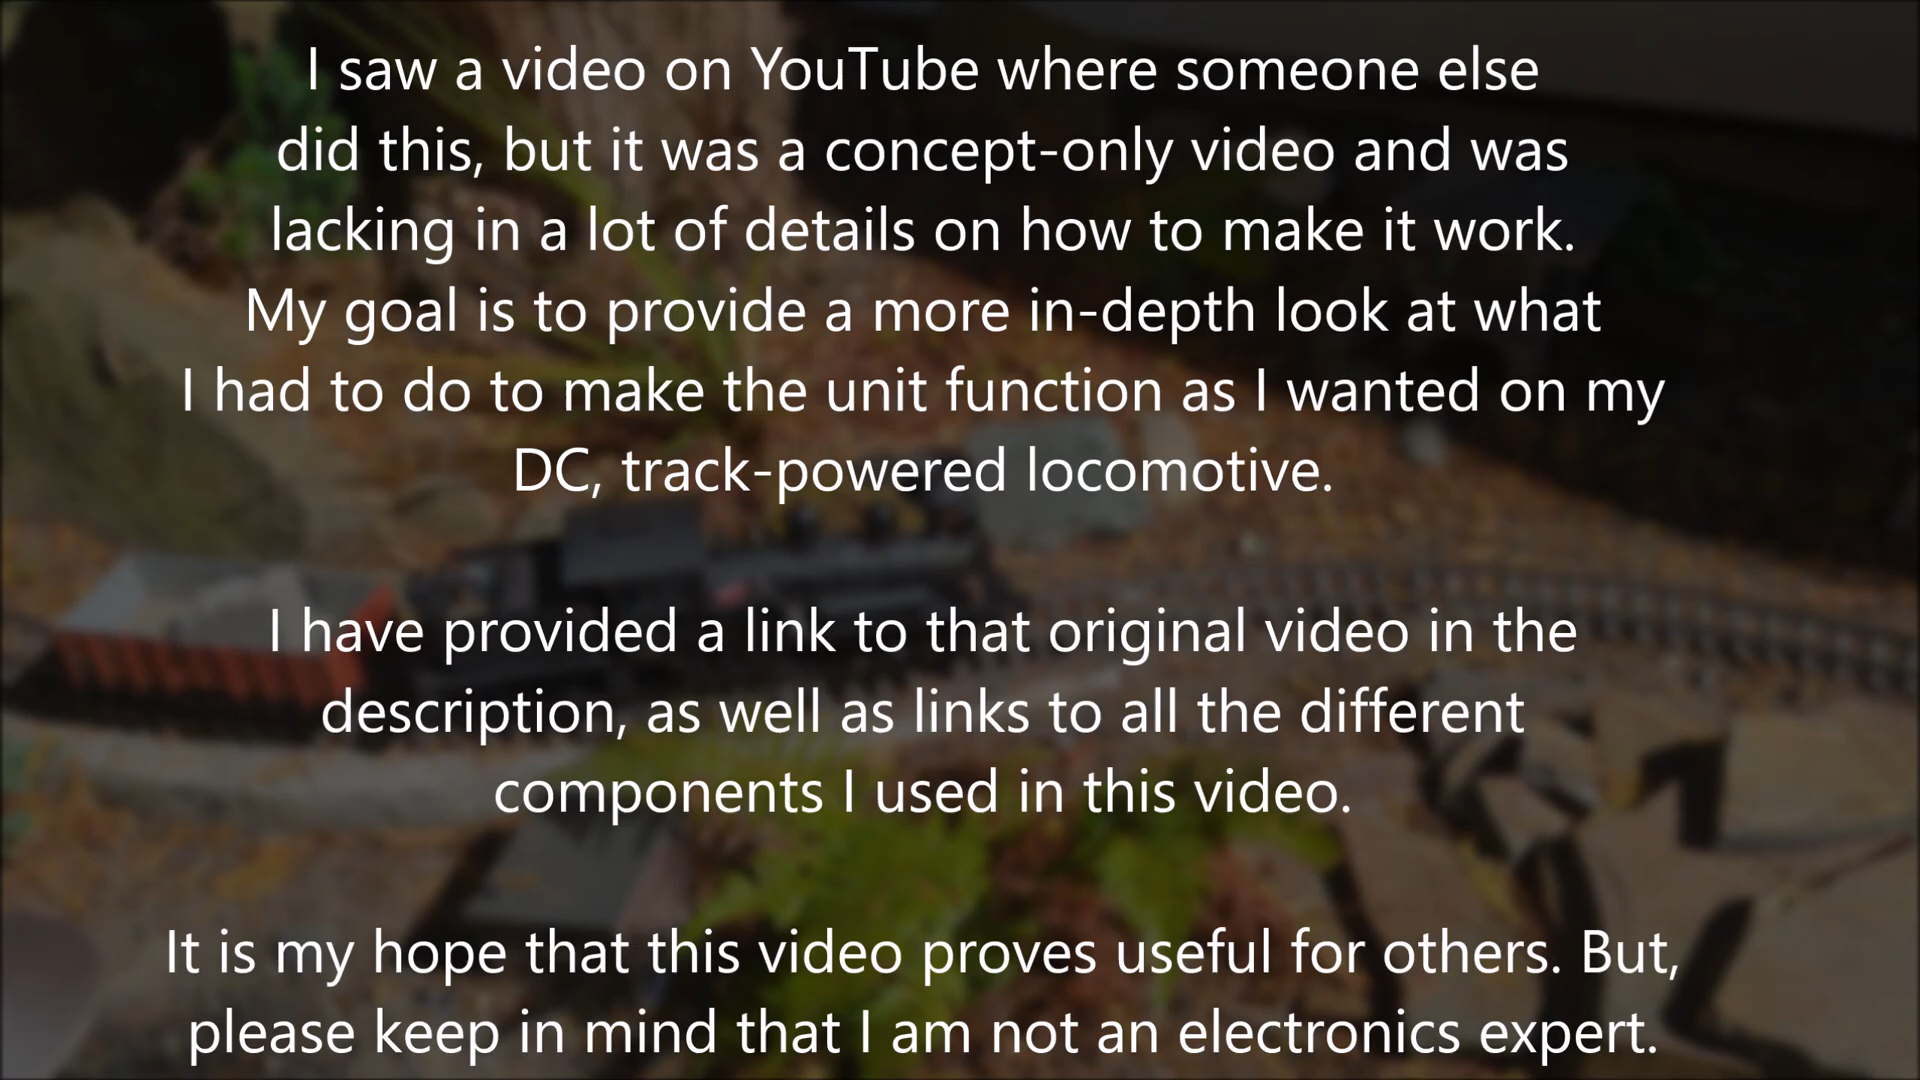 I saw a video on YouTube where someone else
did this, but it was a concept-only video and was
lacking in a lot of details on how to make it work.
My goal is to provide a more in-depth look at what
I had to do to make the unit function as I wanted on my
DC, track-powered locomotive.
I have provided a link to that original video in the
description, as well as links to all the different
components I used in this video.
It is my hope that this video proves useful for others. But,
please keep in mind that I am not an electronics expert.